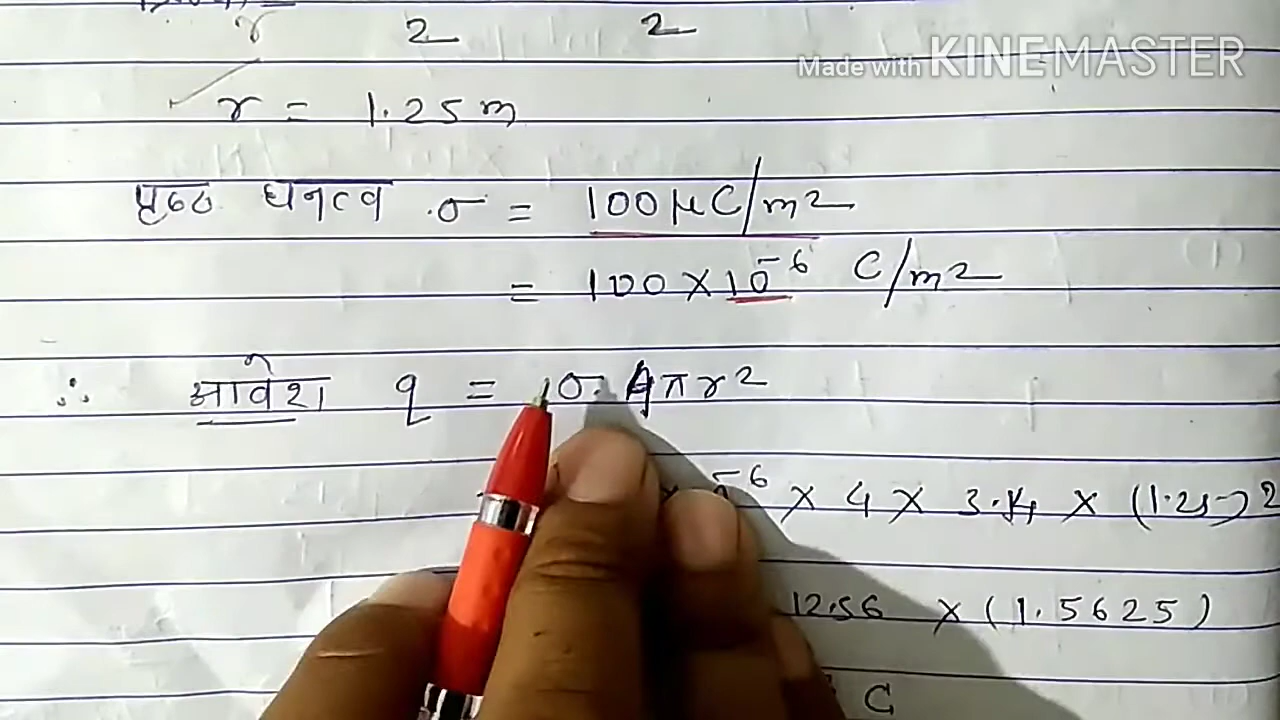 r 2 2
Made with KINEMASTER
r = 1.25 m
पृष्ठ घनत्व σ = 100 μC/m2
= 100 × 10⁻⁶ C/m2
∴ आवेश q = σ. 4πr2
⁻⁶ × 4 × 3.14 × (1.25)2
12.56 × (1.5625)
C